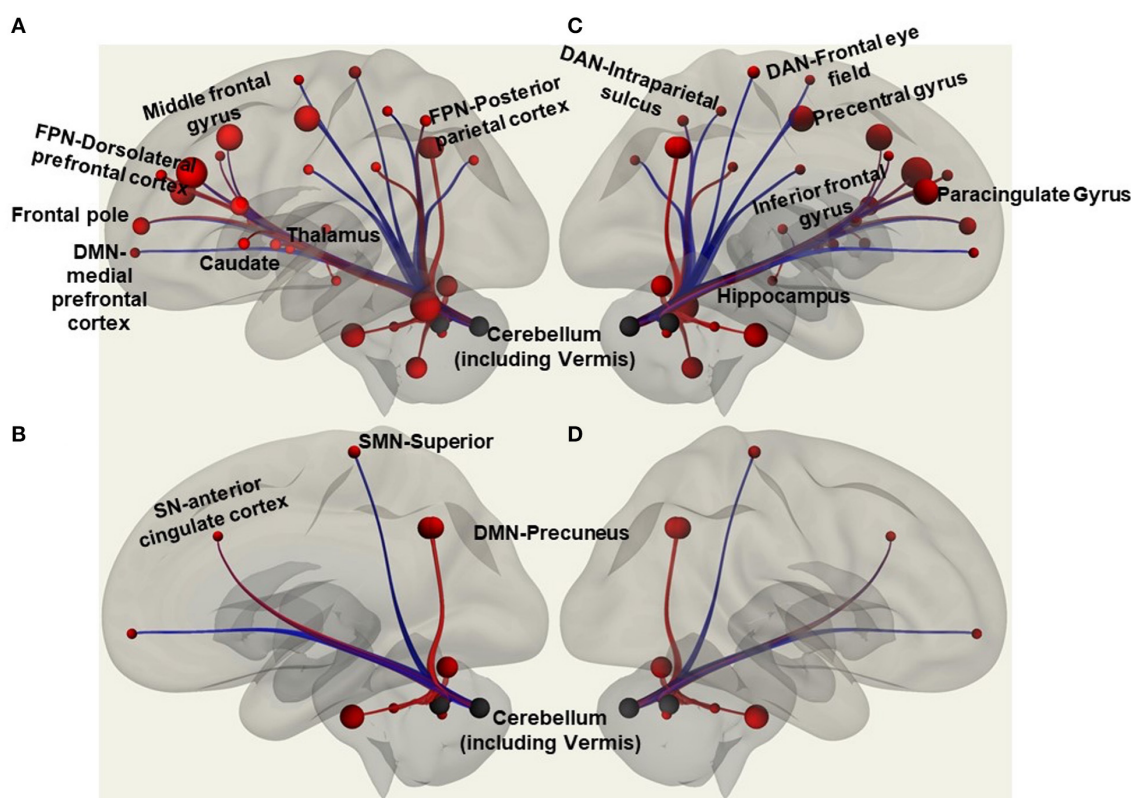 A
Middle frontal
gyrus
FPN-Dorsolateral
prefrontal cortex
FPN-Posterior
parietal cortex
Frontal pole
Thalamus
Caudate
DMN-
medial
prefrontal
cortex
Cerebellum
(including Vermis)
C
DAN-Intraparietal
sulcus
DAN-Frontal eye
field
Precentral gyrus
Inferior frontal
gyrus
Paracingulate Gyrus
Hippocampus
B
SMN-Superior
SN-anterior
cingulate cortex
DMN-Precuneus
Cerebellum
(including Vermis)
D